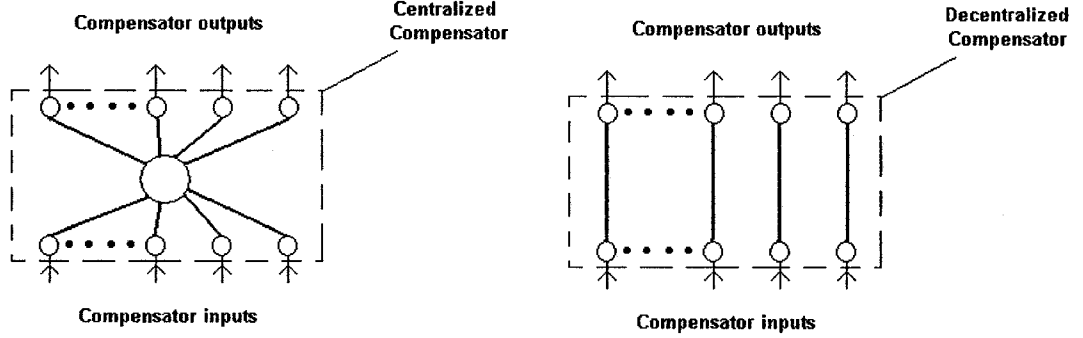 Compensator outputs
Centralized
Compensator
Compensator inputs
Compensator outputs
Decentralized
Compensator
Compensator inputs